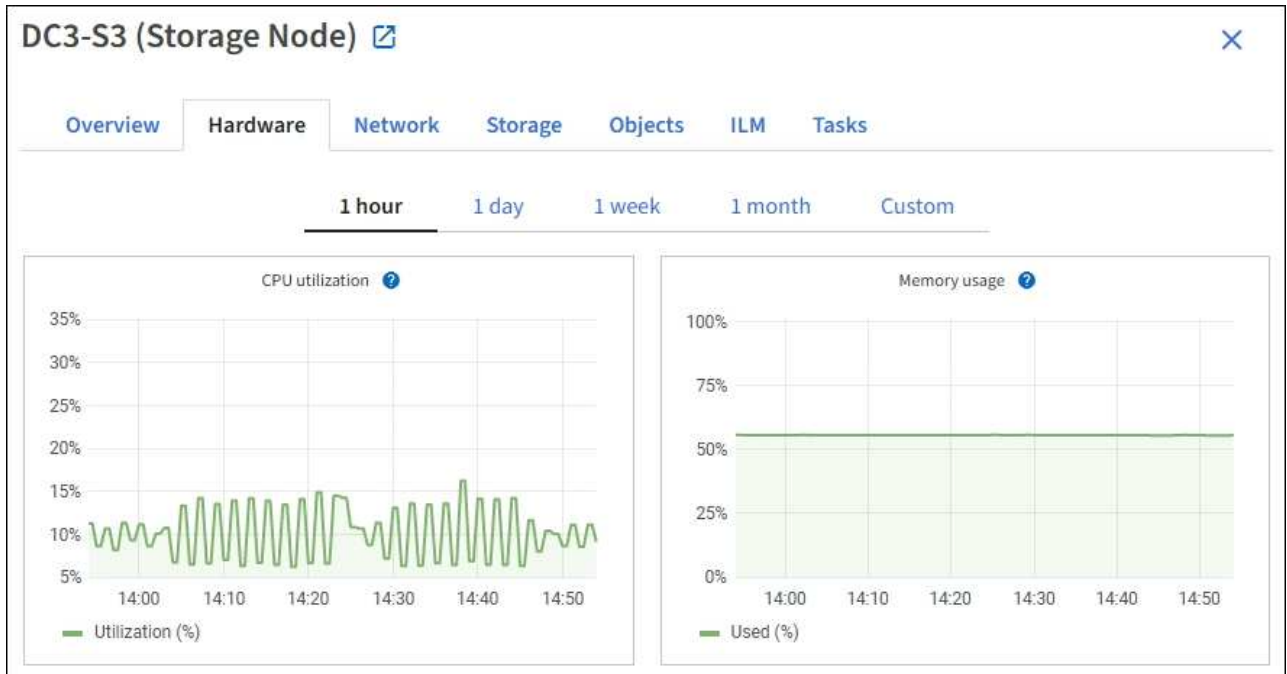 DC3-S3 (Storage Node)
Overview Hardware Network Storage Objects ILM Tasks
1 hour 1 day 1 week 1 month Custom
CPU utilization ?
35%
30%
25%
20%
15%
10%
5%
14:00 14:10 14:20 14:30 14:40 14:50
Utilization (%)
Memory usage ?
100%
75%
50%
25%
0%
14:00 14:10 14:20 14:30 14:40 14:50
Used (%)